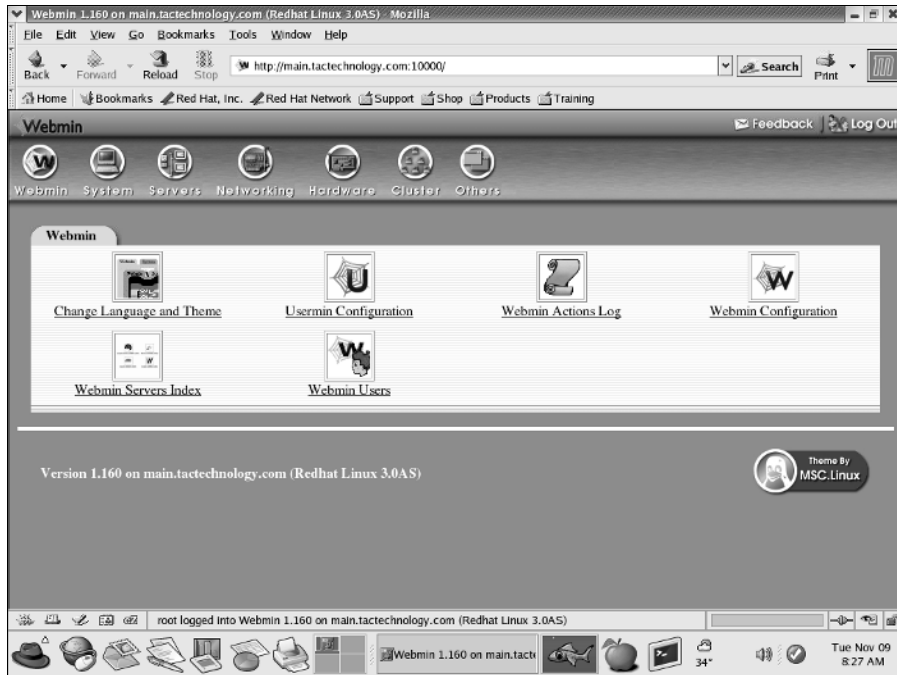 Webmin 1.160 on main.tactechnology.com (Redhat Linux 3.0AS) - Mozilla
File Edit View Go Bookmarks Tools Window Help
Back Forward Reload Stop http://main.tactechnology.com:10000/ Search Print
Home Bookmarks Red Hat, Inc. Red Hat Network Support Shop Products Training
Webmin Feedback Log Out
Webmin System Servers Networking Hardware Cluster Others
Webmin
Change Language and Theme Usermin Configuration Webmin Actions Log Webmin Configuration
Webmin Servers Index Webmin Users
Version 1.160 on main.tactechnology.com (Redhat Linux 3.0AS)
Theme By
MSC.Linux
root logged into Webmin 1.160 on main.tactechnology.com (Redhat Linux 3.0AS)
Webmin 1.160 on main.tacte
34°
Tue Nov 09
8:27 AM